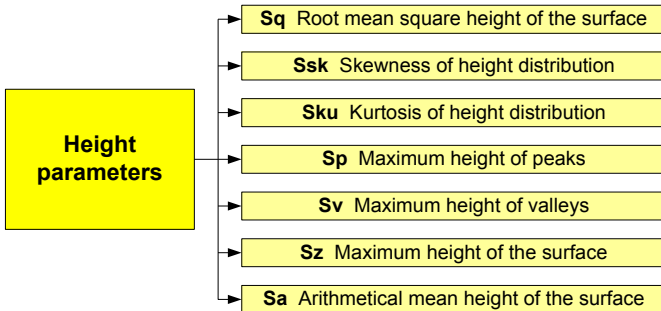 Sq Root mean square height of the surface
Ssk Skewness of height distribution
Sku Kurtosis of height distribution
Height
parameters
Sp Maximum height of peaks
Sv Maximum height of valleys
Sz Maximum height of the surface
Sa Arithmetical mean height of the surface